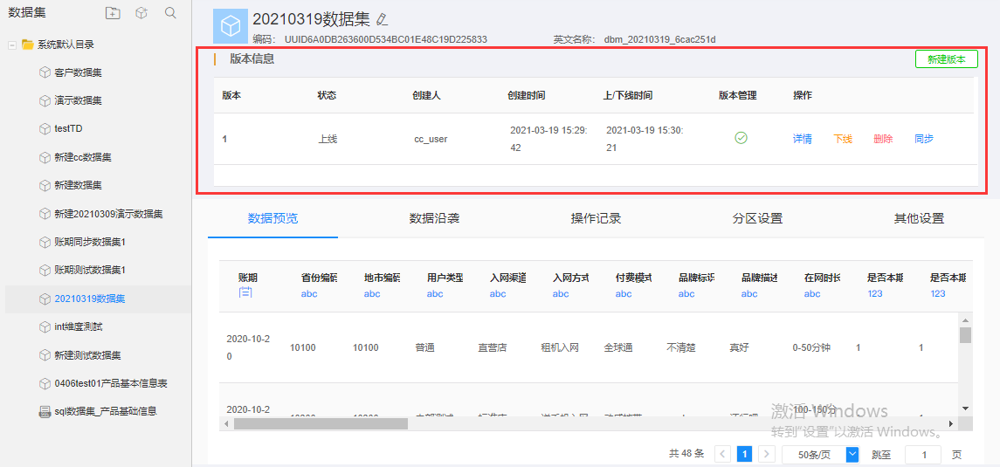 数据集
系统默认目录
客户数据集
演示数据集
testTD
新建cc数据集
新建数据集
新建20210309演示数据集
账期同步数据集1
账期测试数据集1
20210319数据集
int维度测试
新建测试数据集
0406test01产品基本信息表
sql数据集_产品基础信息
20210319数据集
编码: UUID6A0DB263600D534BC01E48C19D225833 英文名称: dbm_20210319_6cac251d
版本信息 新建版本
版本 状态 创建人 创建时间 上/下线时间 版本管理 操作
1 上线 cc_user 2021-03-19 15:29:42 2021-03-19 15:30:21 详情 下线 删除 同步
数据预览 数据沿袭 操作记录 分区设置 其他设置
账期 省份编码 地市编码 用户类型 入网渠道 入网方式 付费模式 品牌标识 品牌描述 在网时长 是否本期 是否本期
abc abc abc abc abc abc abc abc abc 123 123
2020-10-20 10100 10100 普通 直营店 租机入网 全球通 不清楚 真好 0-50分钟 1 1
2020-10-2 100-150分
激活 Windows
转到"设置"以激活 Windows。
共 48 条 1 50条/页 跳至 1 页